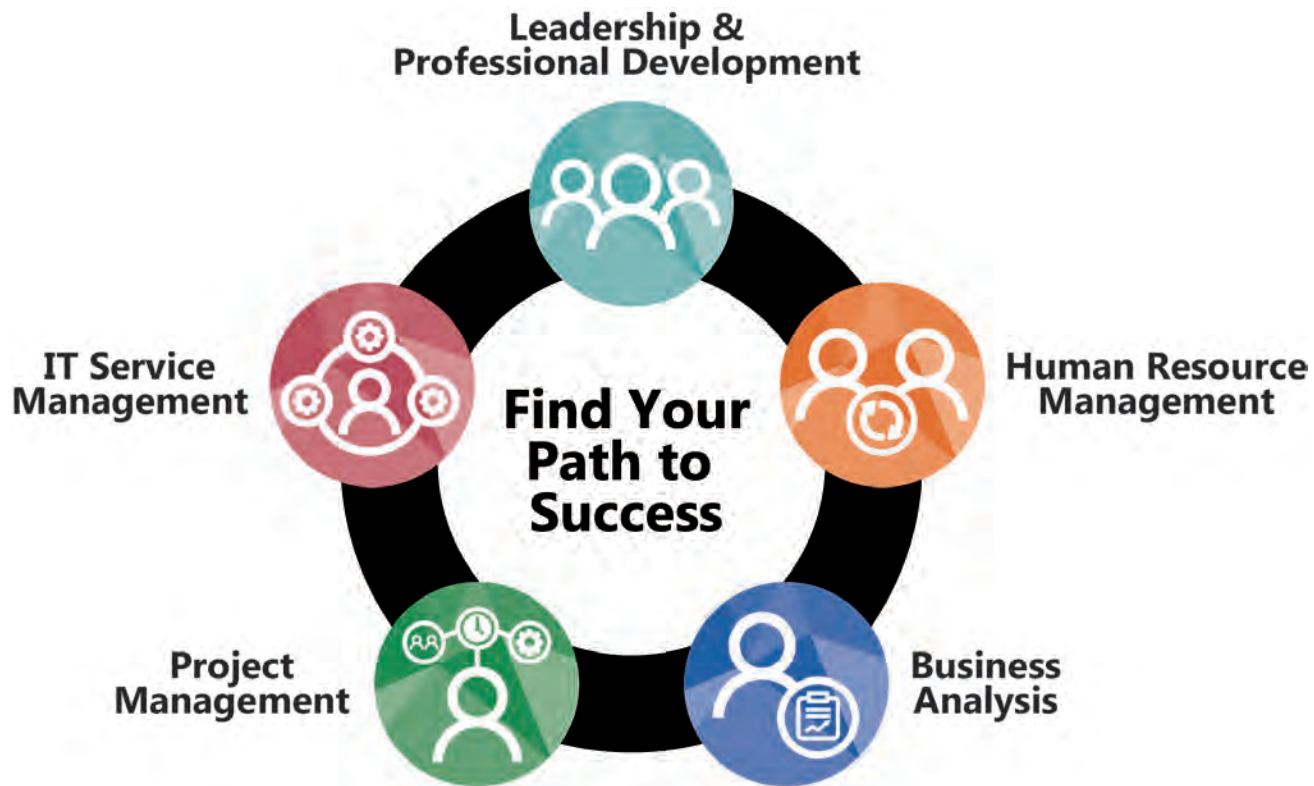 Leadership &
Professional Development
IT Service
Management
Human Resource
Management
Find Your
Path to
Success
Project
Management
Business
Analysis